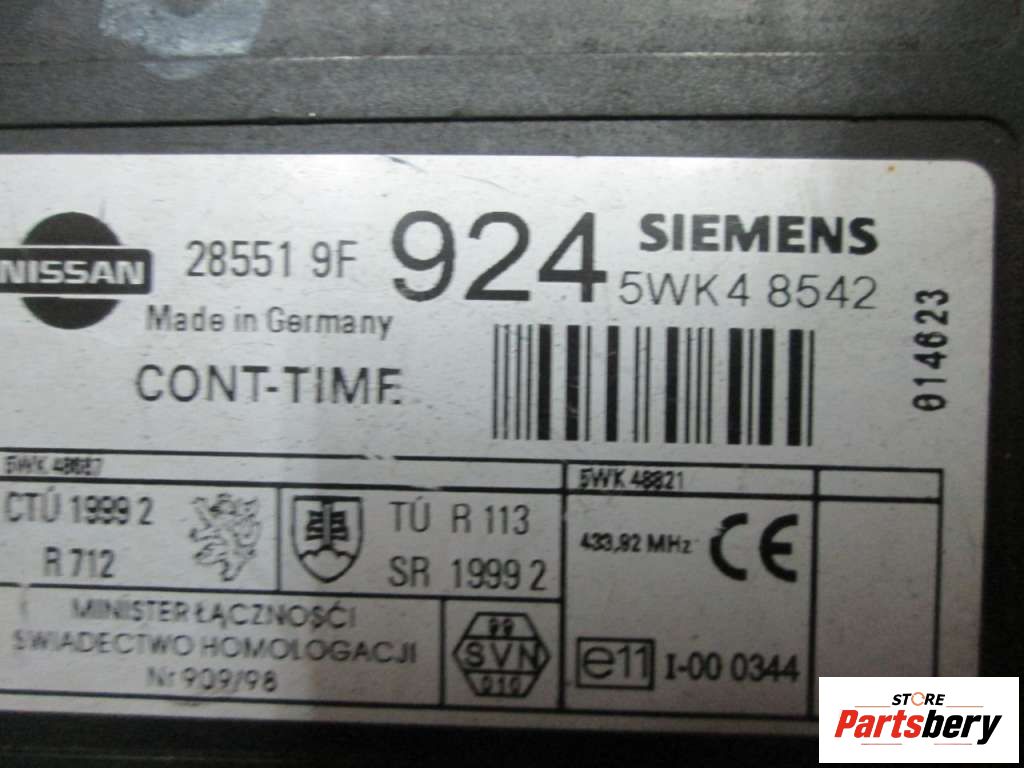 NISSAN
28551 9F 924
SIEMENS
5WK4 8542
Made in Germany
CONT-TIME
014623
5WK 48687
5WK 48821
CTÚ 1999 2
R 712
TÚ R 113
SR 1999 2
433,92 MHz CE
MINISTER ŁĄCZNOŚCI
ŚWIADECTWO HOMOLOGACJI
Nr 909/98
99
SVN
010
e11 I-00 0344
STORE
Partsbery